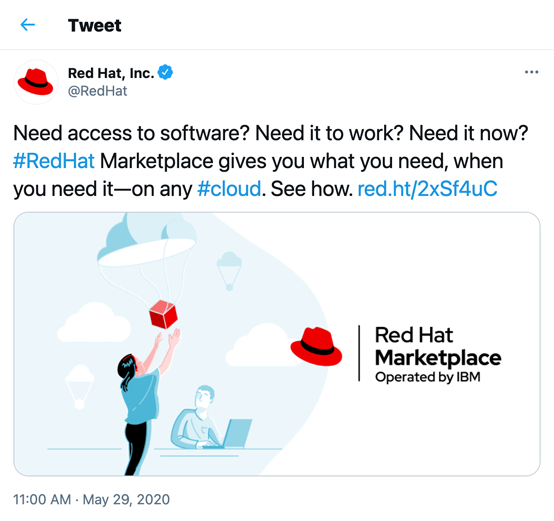 Tweet
Red Hat, Inc.
@RedHat
Need access to software? Need it to work? Need it now?
#RedHat Marketplace gives you what you need, when
you need it—on any #cloud. See how. red.ht/2xSf4uC
Red Hat
Marketplace
Operated by IBM
11:00 AM · May 29, 2020